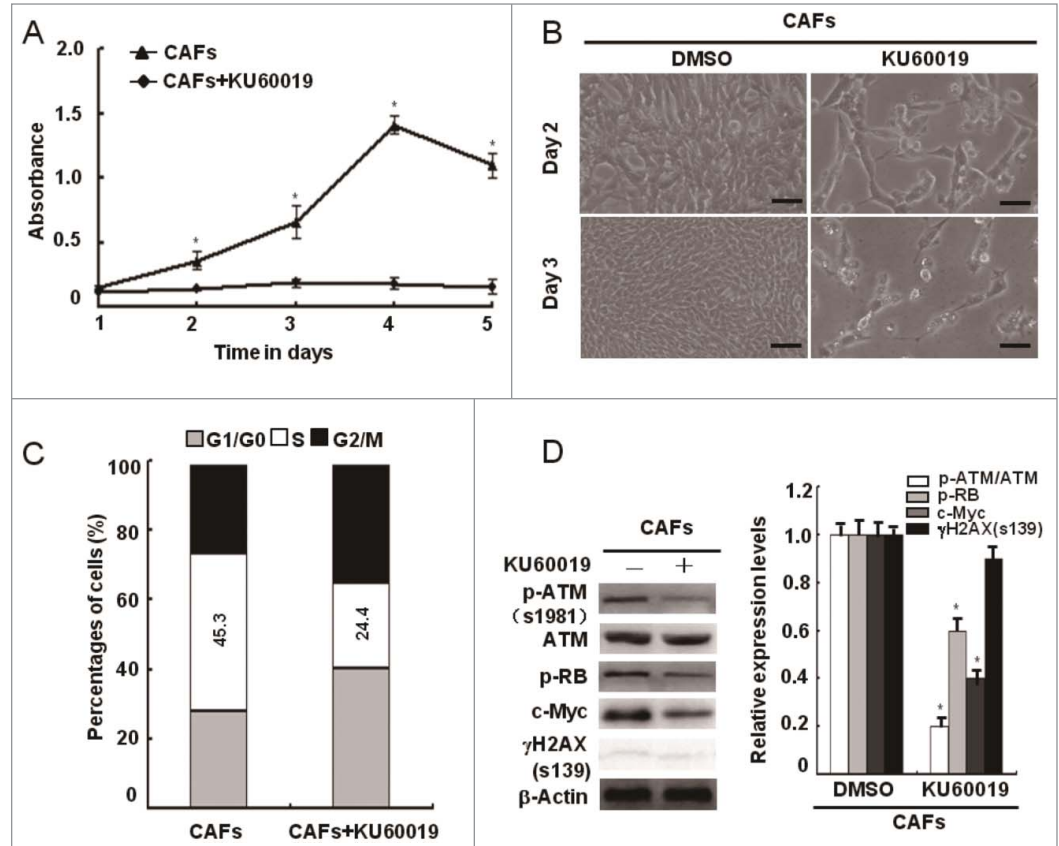 A
2.0
1.5
1.0
0.5
0
CAFs
CAFs+KU60019
*
*
*
*
Absorbance
1
2
3
4
5
Time in days
B
CAFs
DMSO
KU60019
Day 2
Day 3
C
G1/G0
S
G2/M
100
80
60
40
20
0
Percentages of cells (%)
45.3
24.4
CAFs
CAFs+KU60019
D
CAFs
KU60019
—
+
p-ATM
(s1981)
ATM
p-RB
c-Myc
γH2AX
(s139)
β-Actin
p-ATM/ATM
p-RB
c-Myc
γH2AX(s139)
1.2
1.0
0.8
0.6
0.4
0.2
0
Relative expression levels
*
*
*
DMSO
KU60019
CAFs